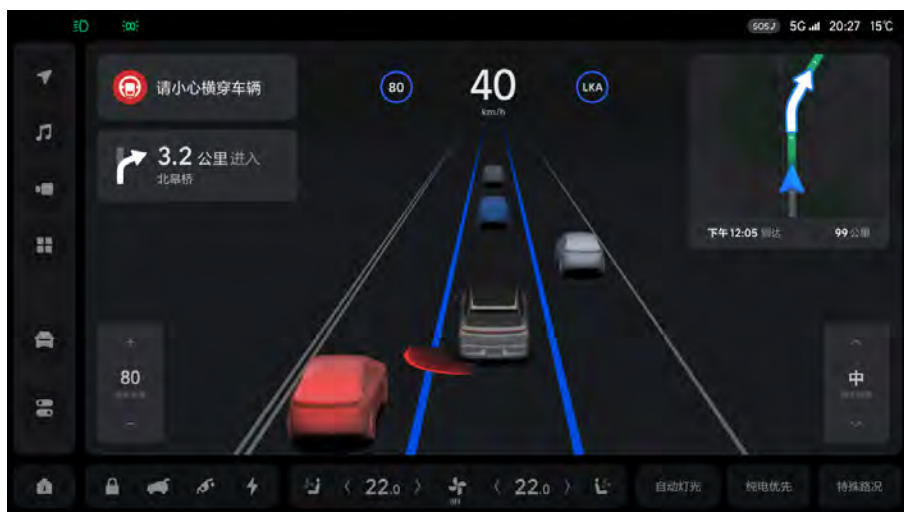 SOS
5G
20:27
15℃
请小心横穿车辆
80
40
km/h
LKA
3.2 公里进入
北皋桥
下午12:05 到达
99公里
+
80
-
中
22.0
22.0
自动灯光
纯电优先
特殊路况